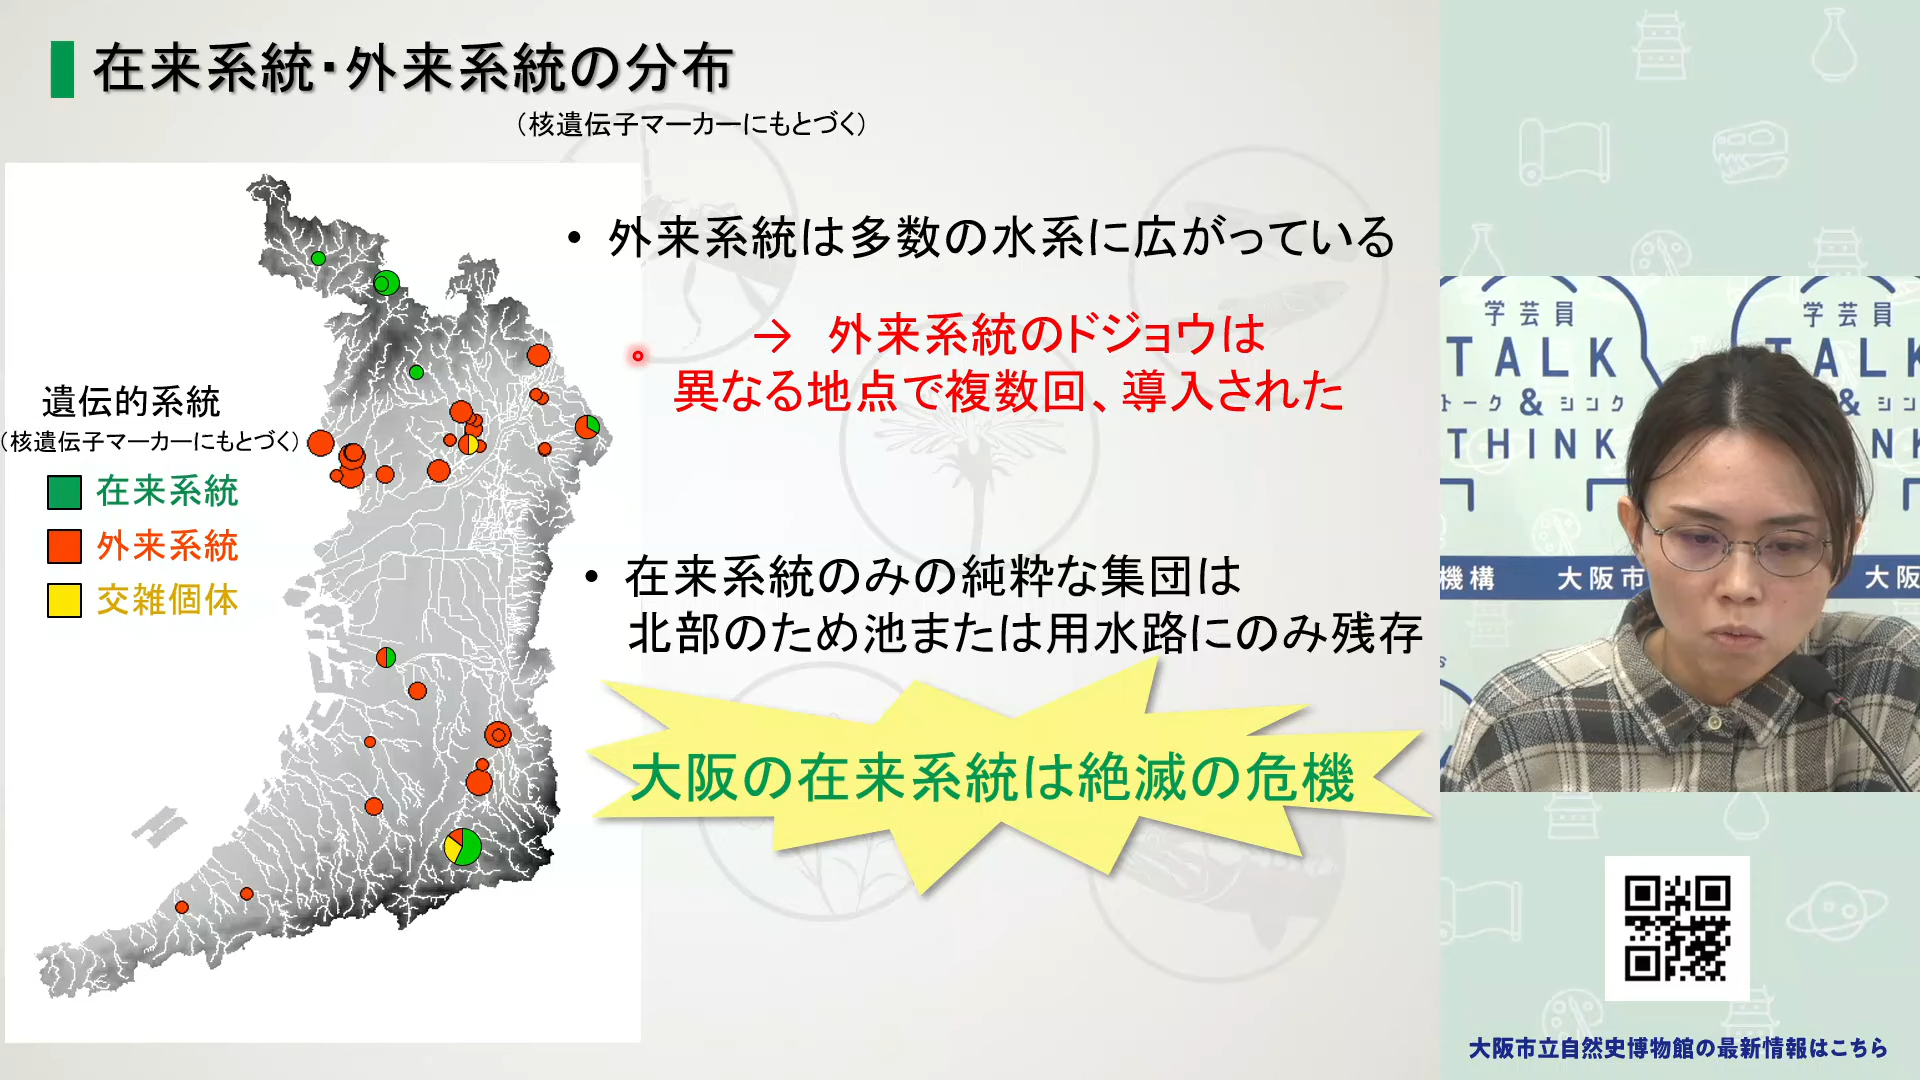 在来系統・外来系統の分布
（核遺伝子マーカーにもとづく）
遺伝的系統
（核遺伝子マーカーにもとづく）
在来系統
外来系統
交雑個体
• 外来系統は多数の水系に広がっている
→ 外来系統のドジョウは
異なる地点で複数回、導入された
• 在来系統のみの純粋な集団は
北部のため池または用水路にのみ残存
大阪の在来系統は絶滅の危機
学芸員
TALK
トーク & シンク
THINK
学芸員
TALK
& シン
NK
機構
大阪市
大阪
大阪市立自然史博物館の最新情報はこちら